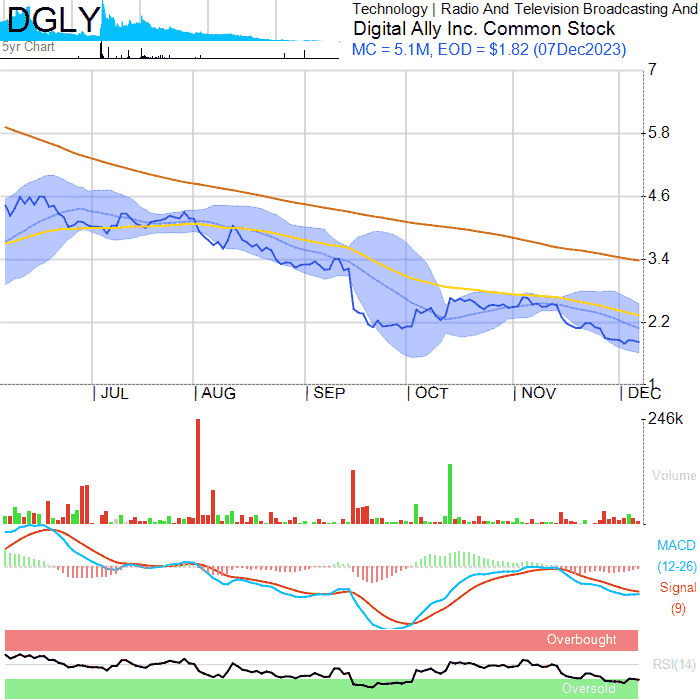 DGLY
Technology | Radio And Television Broadcasting And
5yr Chart
Digital Ally Inc. Common Stock
MC = 5.1M, EOD = $1.82 (07Dec2023)
7
5.8
4.6
3.4
2.2
1
JUL
AUG
SEP
OCT
NOV
DEC
246k
Volume
MACD
(12-26)
Signal
(9)
Overbought
RSI(14)
Oversold